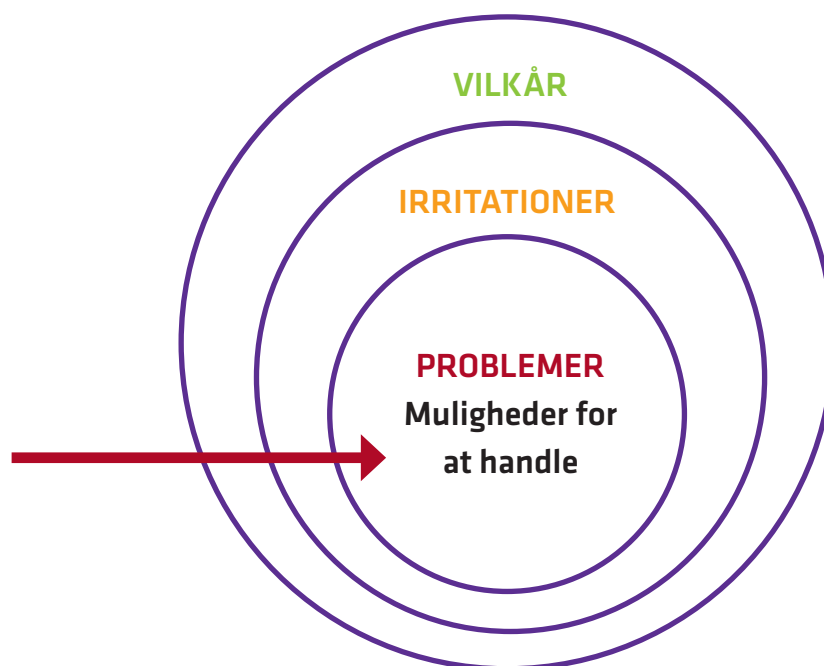 VILKÅR
IRRITATIONER
PROBLEMER
Muligheder for
at handle